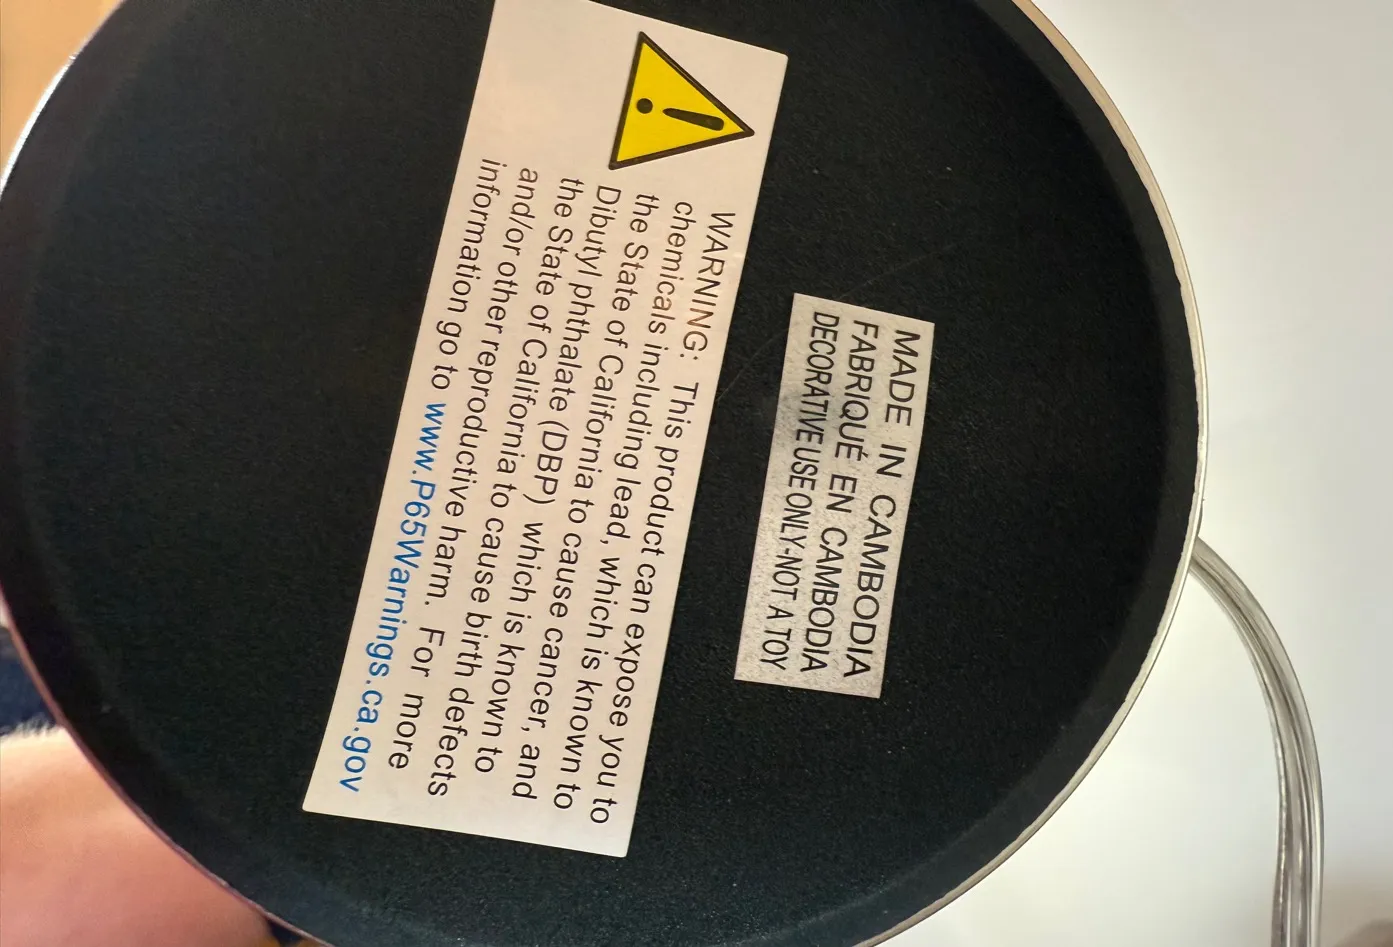 MADE IN CAMBODIA
FABRIQUÉ EN CAMBODIA
DECORATIVE USE ONLY-NOT A TOY
WARNING: This product can expose you to
chemicals including lead, which is known to
the State of California to cause cancer, and
Dibutyl phthalate (DBP) which is known to
the State of California to cause birth defects
and/or other reproductive harm. For more
information go to www.P65Warnings.ca.gov